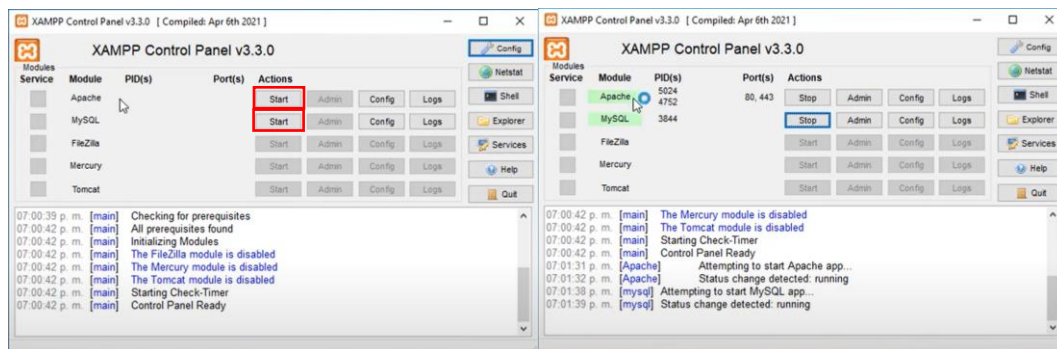 XAMPP Control Panel v3.3.0 [ Compiled: Apr 6th 2021 ]
XAMPP Control Panel v3.3.0
Config
Modules
Service Module PID(s) Port(s) Actions
Netstat
Apache Start Admin Config Logs
Shell
MySQL Start Admin Config Logs
Explorer
FileZilla Start Admin Config Logs
Services
Mercury Start Admin Config Logs
Help
Tomcat Start Admin Config Logs
Quit
07:00:39 p. m. [main] Checking for prerequisites
07:00:42 p. m. [main] All prerequisites found
07:00:42 p. m. [main] Initializing Modules
07:00:42 p. m. [main] The FileZilla module is disabled
07:00:42 p. m. [main] The Mercury module is disabled
07:00:42 p. m. [main] The Tomcat module is disabled
07:00:42 p. m. [main] Starting Check-Timer
07:00:42 p. m. [main] Control Panel Ready
XAMPP Control Panel v3.3.0 [ Compiled: Apr 6th 2021 ]
XAMPP Control Panel v3.3.0
Config
Modules
Service Module PID(s) Port(s) Actions
Netstat
Apache 5024 4752 80, 443 Stop Admin Config Logs
Shell
MySQL 3844 Stop Admin Config Logs
Explorer
FileZilla Start Admin Config Logs
Services
Mercury Start Admin Config Logs
Help
Tomcat Start Admin Config Logs
Quit
07:00:42 p. m. [main] The Mercury module is disabled
07:00:42 p. m. [main] The Tomcat module is disabled
07:00:42 p. m. [main] Starting Check-Timer
07:00:42 p. m. [main] Control Panel Ready
07:01:31 p. m. [Apache] Attempting to start Apache app...
07:01:32 p. m. [Apache] Status change detected: running
07:01:38 p. m. [mysql] Attempting to start MySQL app...
07:01:39 p. m. [mysql] Status change detected: running